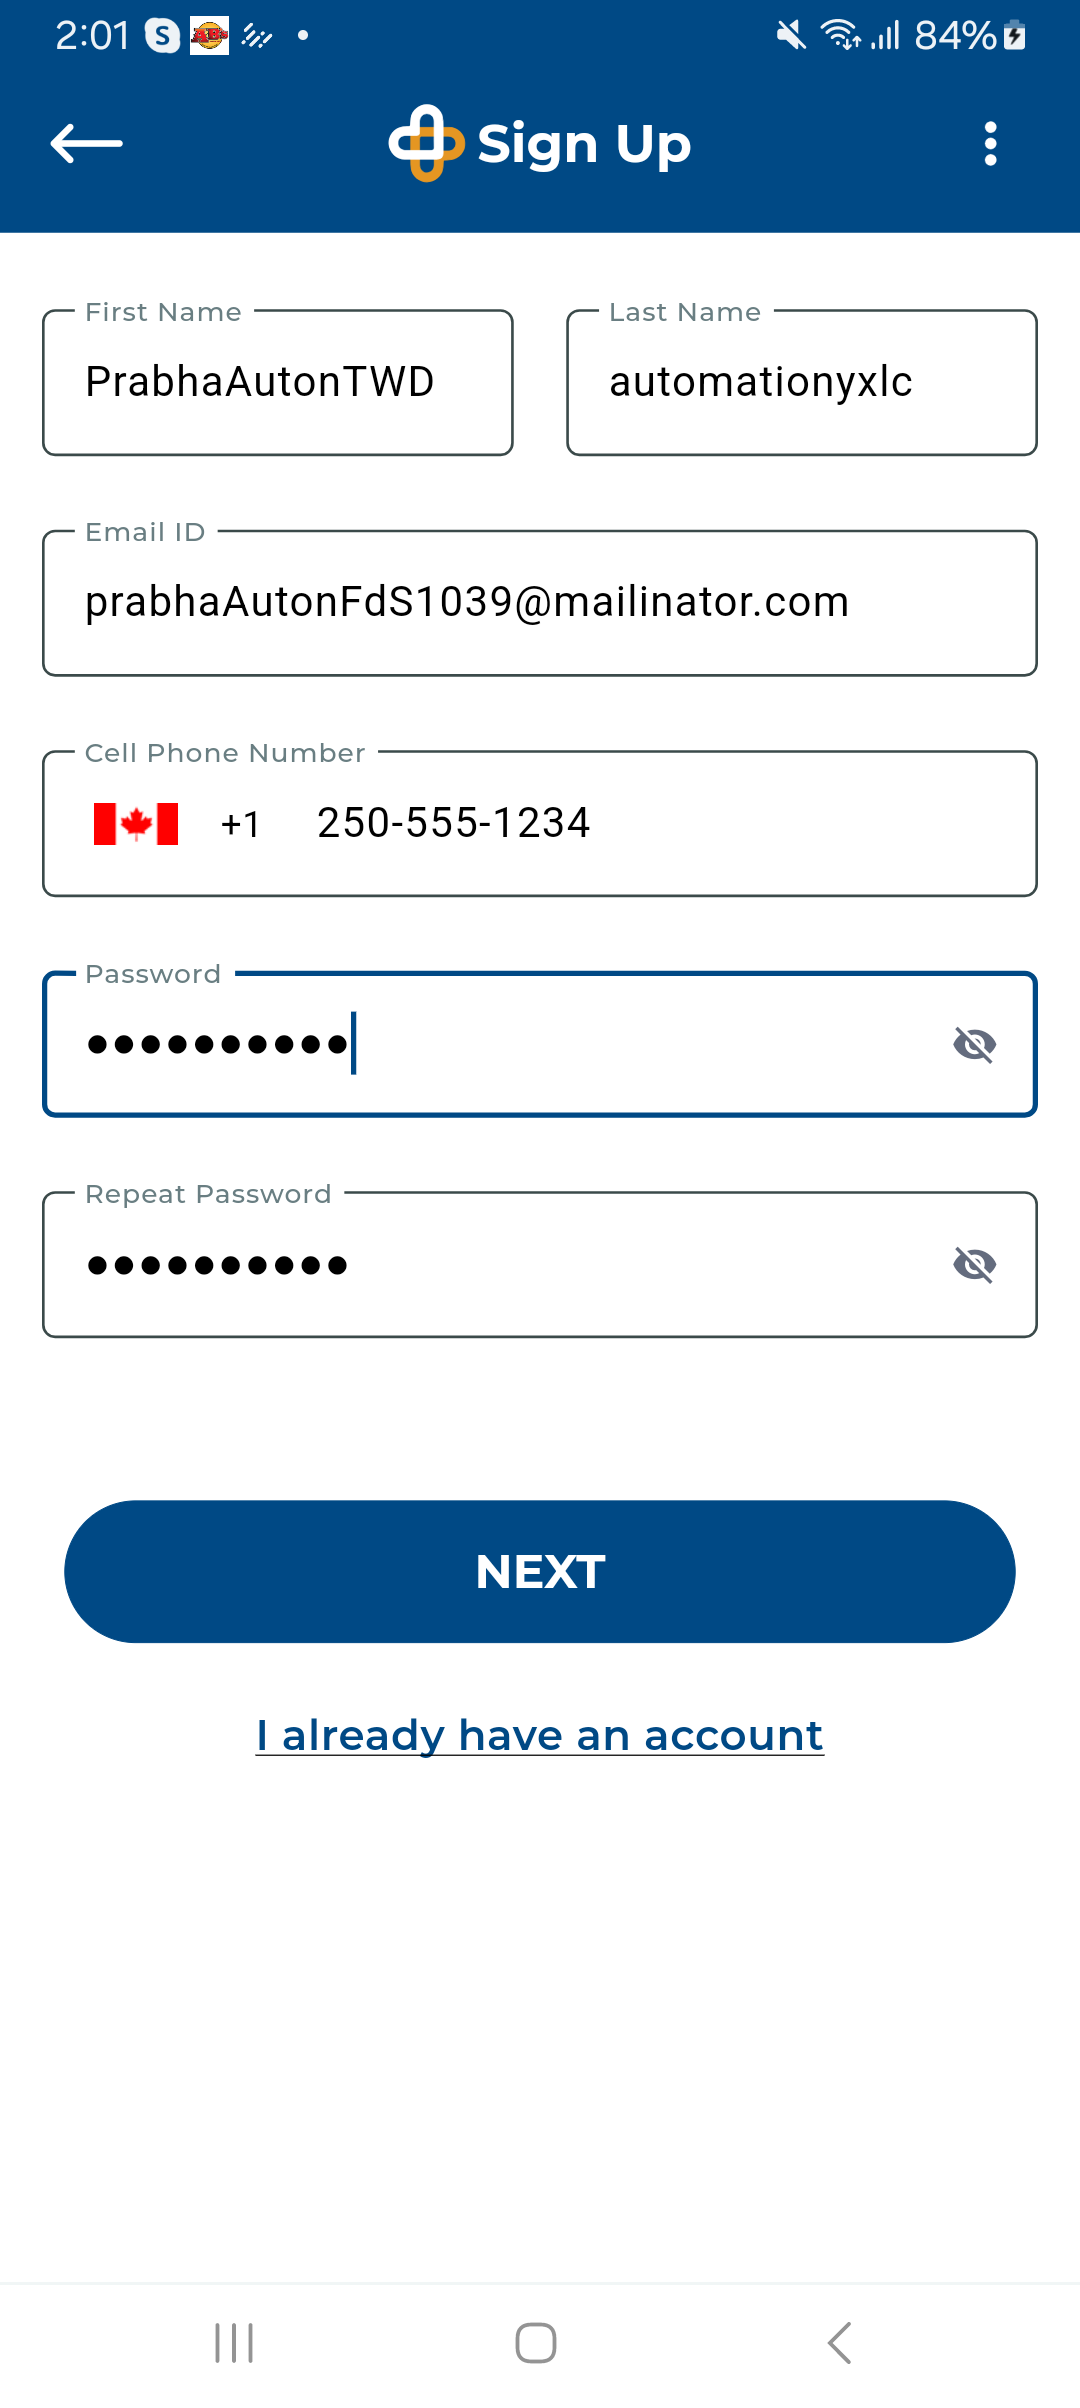 2:01 S 84%
Sign Up
First Name Last Name
PrabhaAutonTWD automationyxlc
Email ID
prabhaAutonFdS1039@mailinator.com
Cell Phone Number
+1 250-555-1234
Password
••••••••••
Repeat Password
••••••••••
NEXT
I already have an account